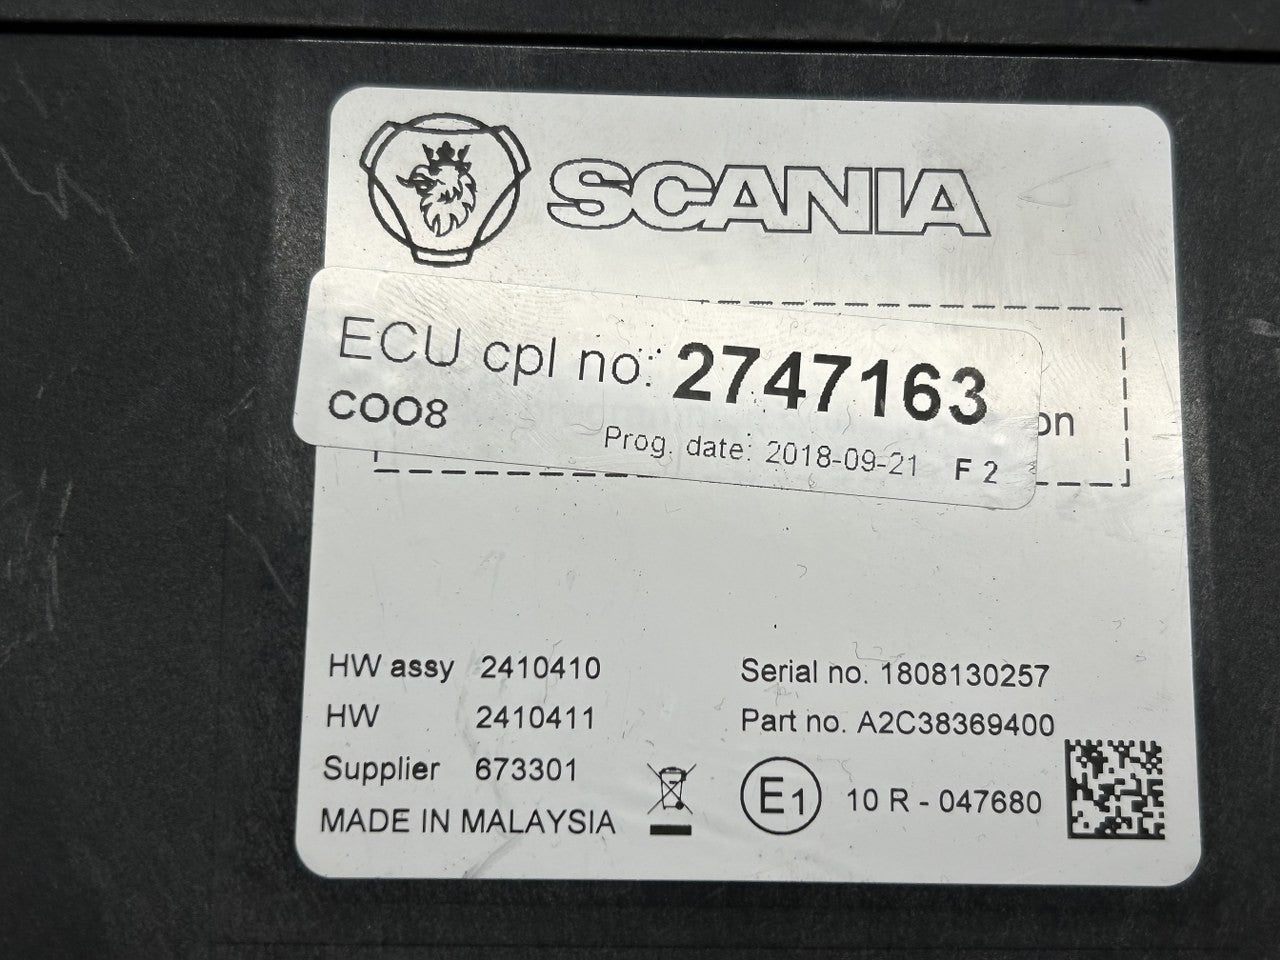 SCANIA
ECU cpl no: 2747163
COO8
on
Prog. date: 2018-09-21 F 2
HW assy 2410410
Serial no. 1808130257
HW 2410411
Part no. A2C38369400
Supplier 673301
MADE IN MALAYSIA
E1 10 R - 047680